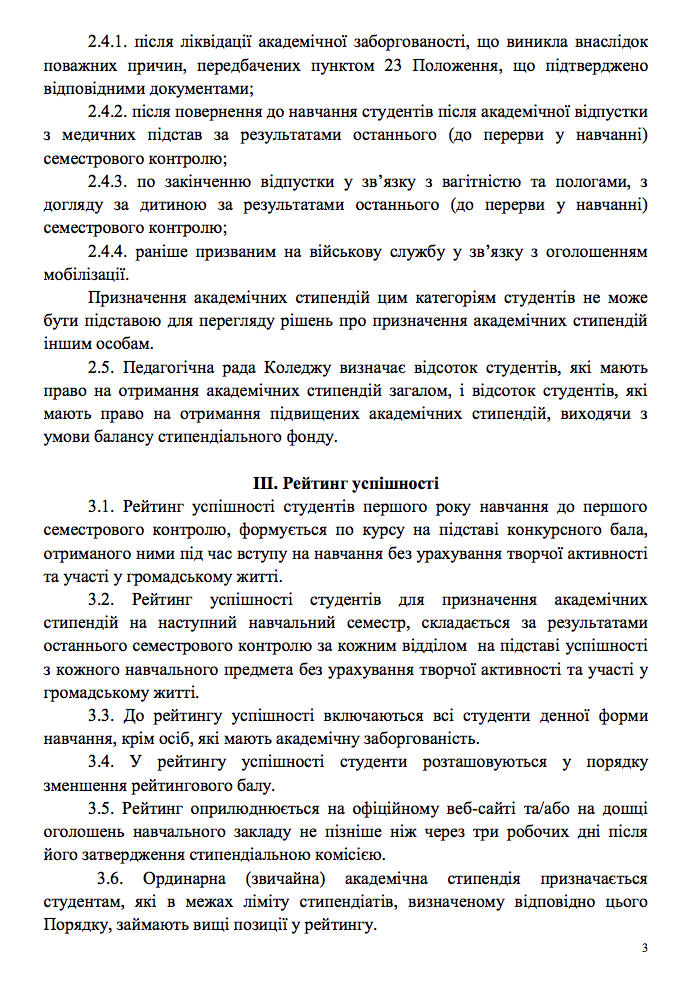 2.4.1. після ліквідації академічної заборгованості, що виникла внаслідок
поважних причин, передбачених пунктом 23 Положення, що підтверджено
відповідними документами;
2.4.2. після повернення до навчання студентів після академічної відпустки
з медичних підстав за результатами останнього (до перерви у навчанні)
семестрового контролю;
2.4.3. по закінченню відпустки у зв’язку з вагітністю та пологами, з
догляду за дитиною за результатами останнього (до перерви у навчанні)
семестрового контролю;
2.4.4. раніше призваним на військову службу у зв’язку з оголошенням
мобілізації.
Призначення академічних стипендій цим категоріям студентів не може
бути підставою для перегляду рішень про призначення академічних стипендій
іншим особам.
2.5. Педагогічна рада Коледжу визначає відсоток студентів, які мають
право на отримання академічних стипендій загалом, і відсоток студентів, які
мають право на отримання підвищених академічних стипендій, виходячи з
умови балансу стипендіального фонду.
ІІІ. Рейтинг успішності
3.1. Рейтинг успішності студентів першого року навчання до першого
семестрового контролю, формується по курсу на підставі конкурсного бала,
отриманого ними під час вступу на навчання без урахування творчої активності
та участі у громадському житті.
3.2. Рейтинг успішності студентів для призначення академічних
стипендій на наступний навчальний семестр, складається за результатами
останнього семестрового контролю за кожним відділом на підставі успішності
з кожного навчального предмета без урахування творчої активності та участі у
громадському житті.
3.3. До рейтингу успішності включаються всі студенти денної форми
навчання, крім осіб, які мають академічну заборгованість.
3.4. У рейтингу успішності студенти розташовуються у порядку
зменшення рейтингового балу.
3.5. Рейтинг оприлюднюється на офіційному веб-сайті та/або на дошці
оголошень навчального закладу не пізніше ніж через три робочих дні після
його затвердження стипендіальною комісією.
3.6. Ординарна (звичайна) академічна стипендія призначається
студентам, які в межах ліміту стипендіатів, визначеному відповідно цього
Порядку, займають вищі позиції у рейтингу.
3